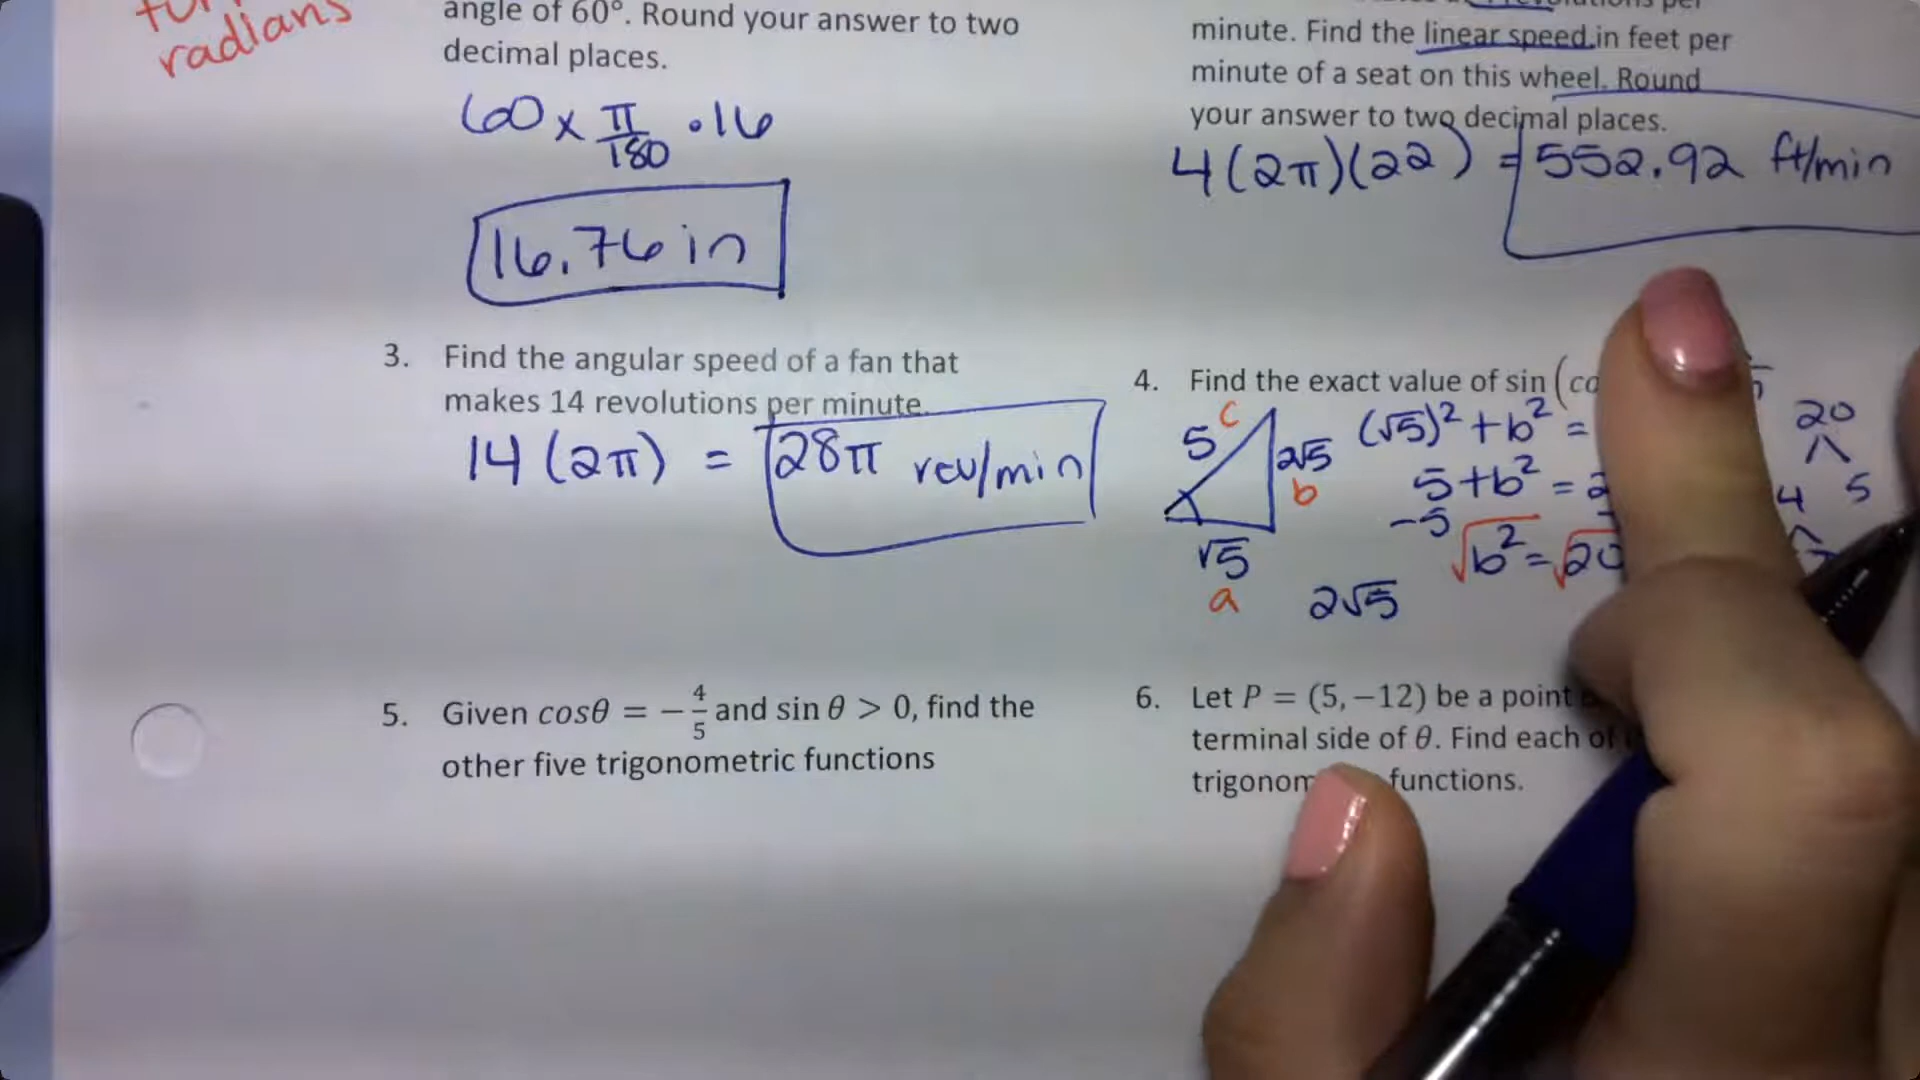 radians
angle of 60°. Round your answer to two
decimal places.
60 × π/180 · 16
16.76 in
minute. Find the linear speed in feet per
minute of a seat on this wheel. Round
your answer to two decimal places.
4(2π)(22) = 552.92 ft/min
3. Find the angular speed of a fan that
makes 14 revolutions per minute.
14(2π) = 28π rev/min
4. Find the exact value of sin (
5 c
2√5
b
√5
a
(√5)² + b² =
5 + b² = 2
-5
√b² = √20
2√5
20
4 5
5. Given cosθ = −4/5 and sin θ > 0, find the
other five trigonometric functions
6. Let P = (5, −12) be a point
terminal side of θ. Find each of
functions.